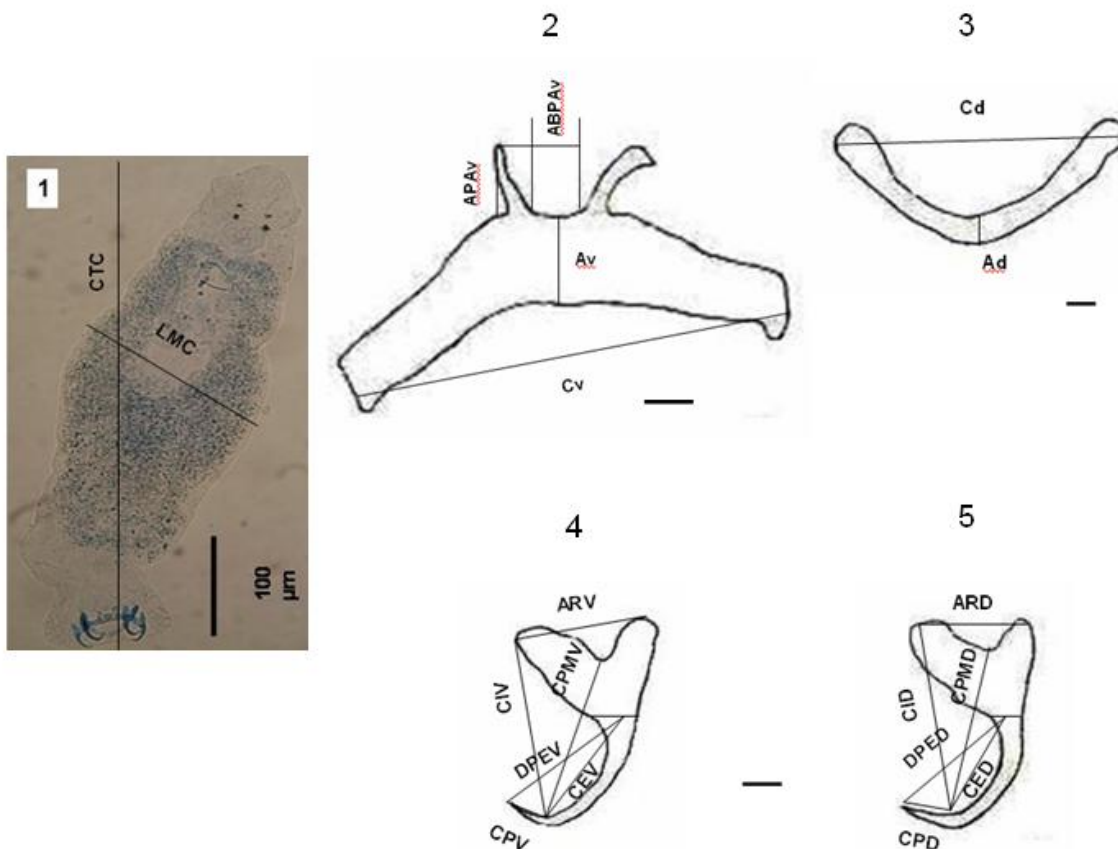 2
3
ABPAv
Cd
1
APAv
CTC
Av
Ad
LMC
Cv
100
µm
4
5
ARV
ARD
CIV
CPMV
CID
CPMD
DPEV
CEV
DPED
CED
CPV
CPD